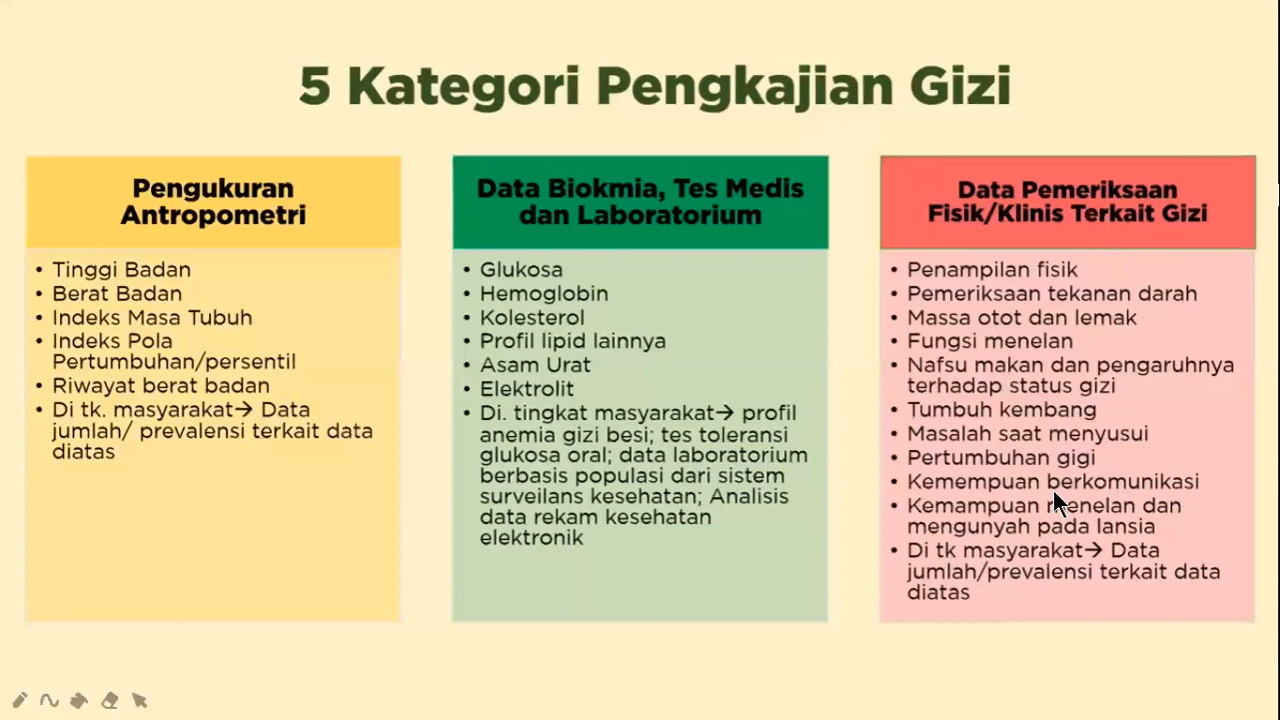 5 Kategori Pengkajian Gizi
Pengukuran
Antropometri
• Tinggi Badan
• Berat Badan
• Indeks Masa Tubuh
• Indeks Pola
Pertumbuhan/persentil
• Riwayat berat badan
• Di tk. masyarakat→ Data
jumlah/ prevalensi terkait data
diatas
Data Biokmia, Tes Medis
dan Laboratorium
• Glukosa
• Hemoglobin
• Kolesterol
• Profil lipid lainnya
• Asam Urat
• Elektrolit
• Di. tingkat masyarakat→ profil
anemia gizi besi; tes toleransi
glukosa oral; data laboratorium
berbasis populasi dari sistem
surveilans kesehatan; Analisis
data rekam kesehatan
elektronik
Data Pemeriksaan
Fisik/Klinis Terkait Gizi
• Penampilan fisik
• Pemeriksaan tekanan darah
• Massa otot dan lemak
• Fungsi menelan
• Nafsu makan dan pengaruhnya
terhadap status gizi
• Tumbuh kembang
• Masalah saat menyusui
• Pertumbuhan gigi
• Kemempuan berkomunikasi
• Kemampuan menelan dan
mengunyah pada lansia
• Di tk masyarakat→ Data
jumlah/prevalensi terkait data
diatas